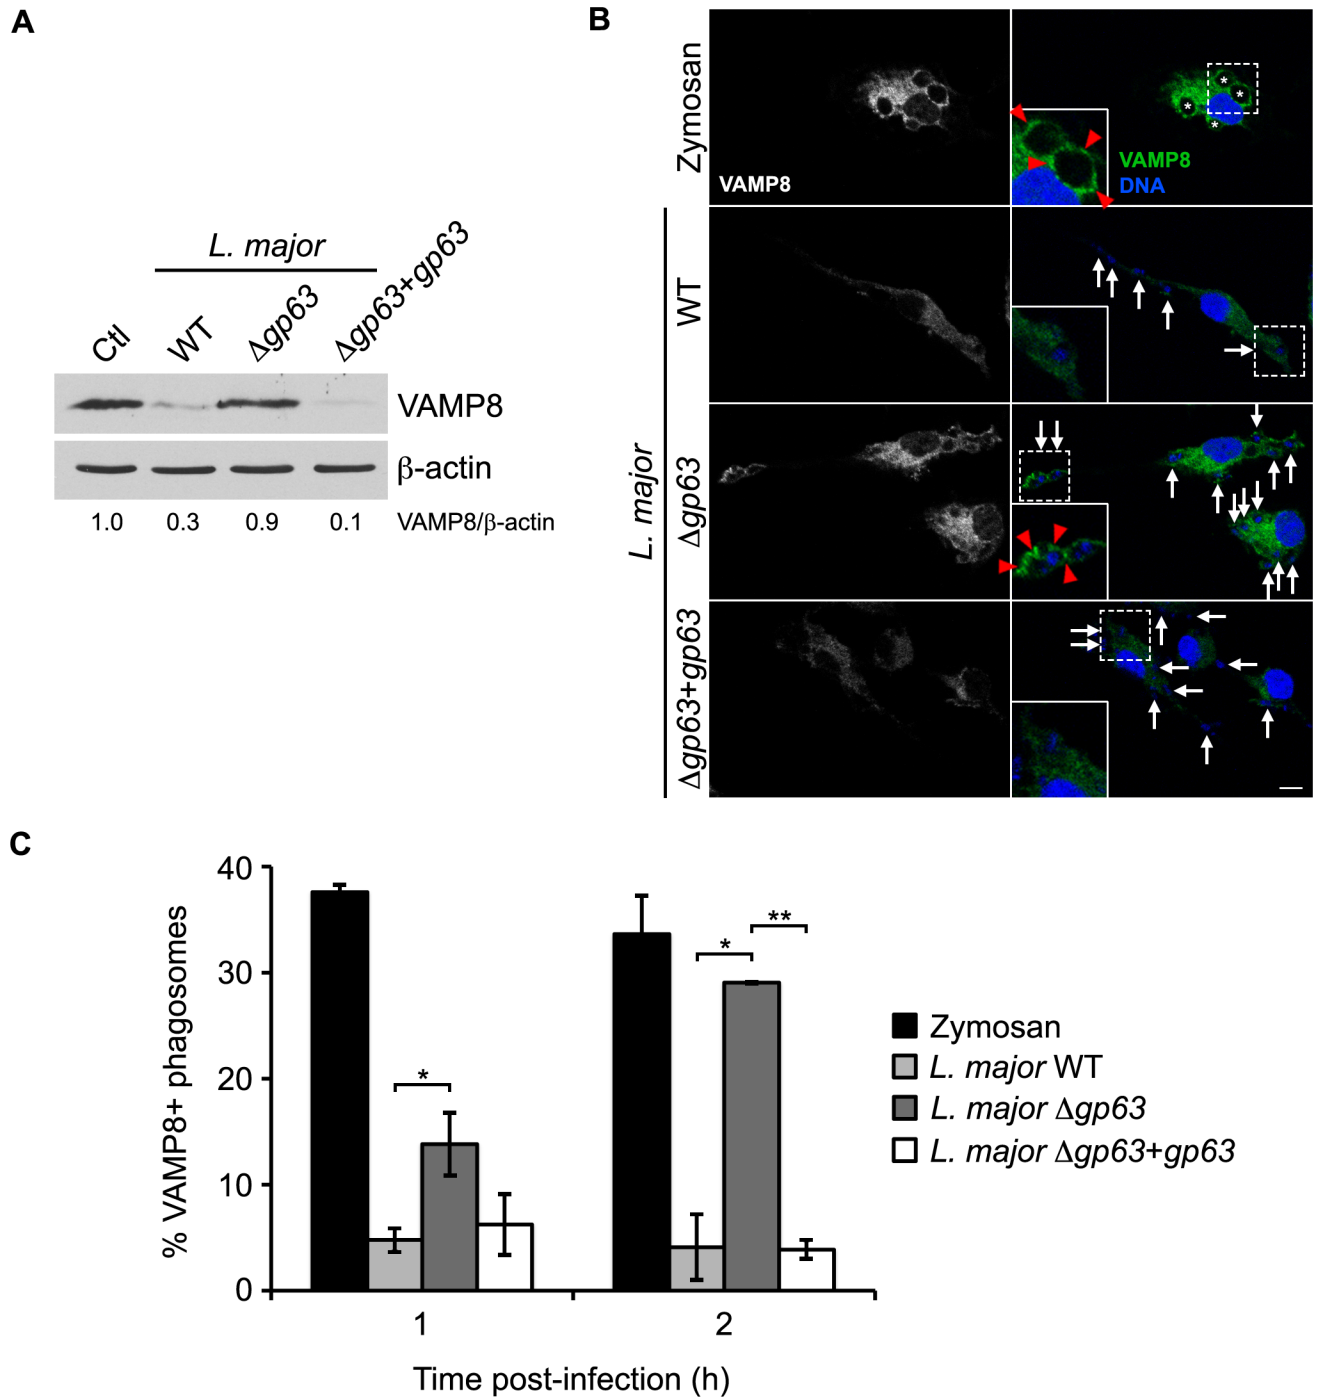 A
L. major
Ctl
WT
Δgp63
Δgp63+gp63
VAMP8
β-actin
1.0 0.3 0.9 0.1 VAMP8/β-actin
B
Zymosan
VAMP8
* * * *
VAMP8
DNA
L. major
WT
Δgp63
Δgp63+gp63
C
% VAMP8+ phagosomes
40
30
20
10
0
*
*
**
1 2
Time post-infection (h)
Zymosan
L. major WT
L. major Δgp63
L. major Δgp63+gp63